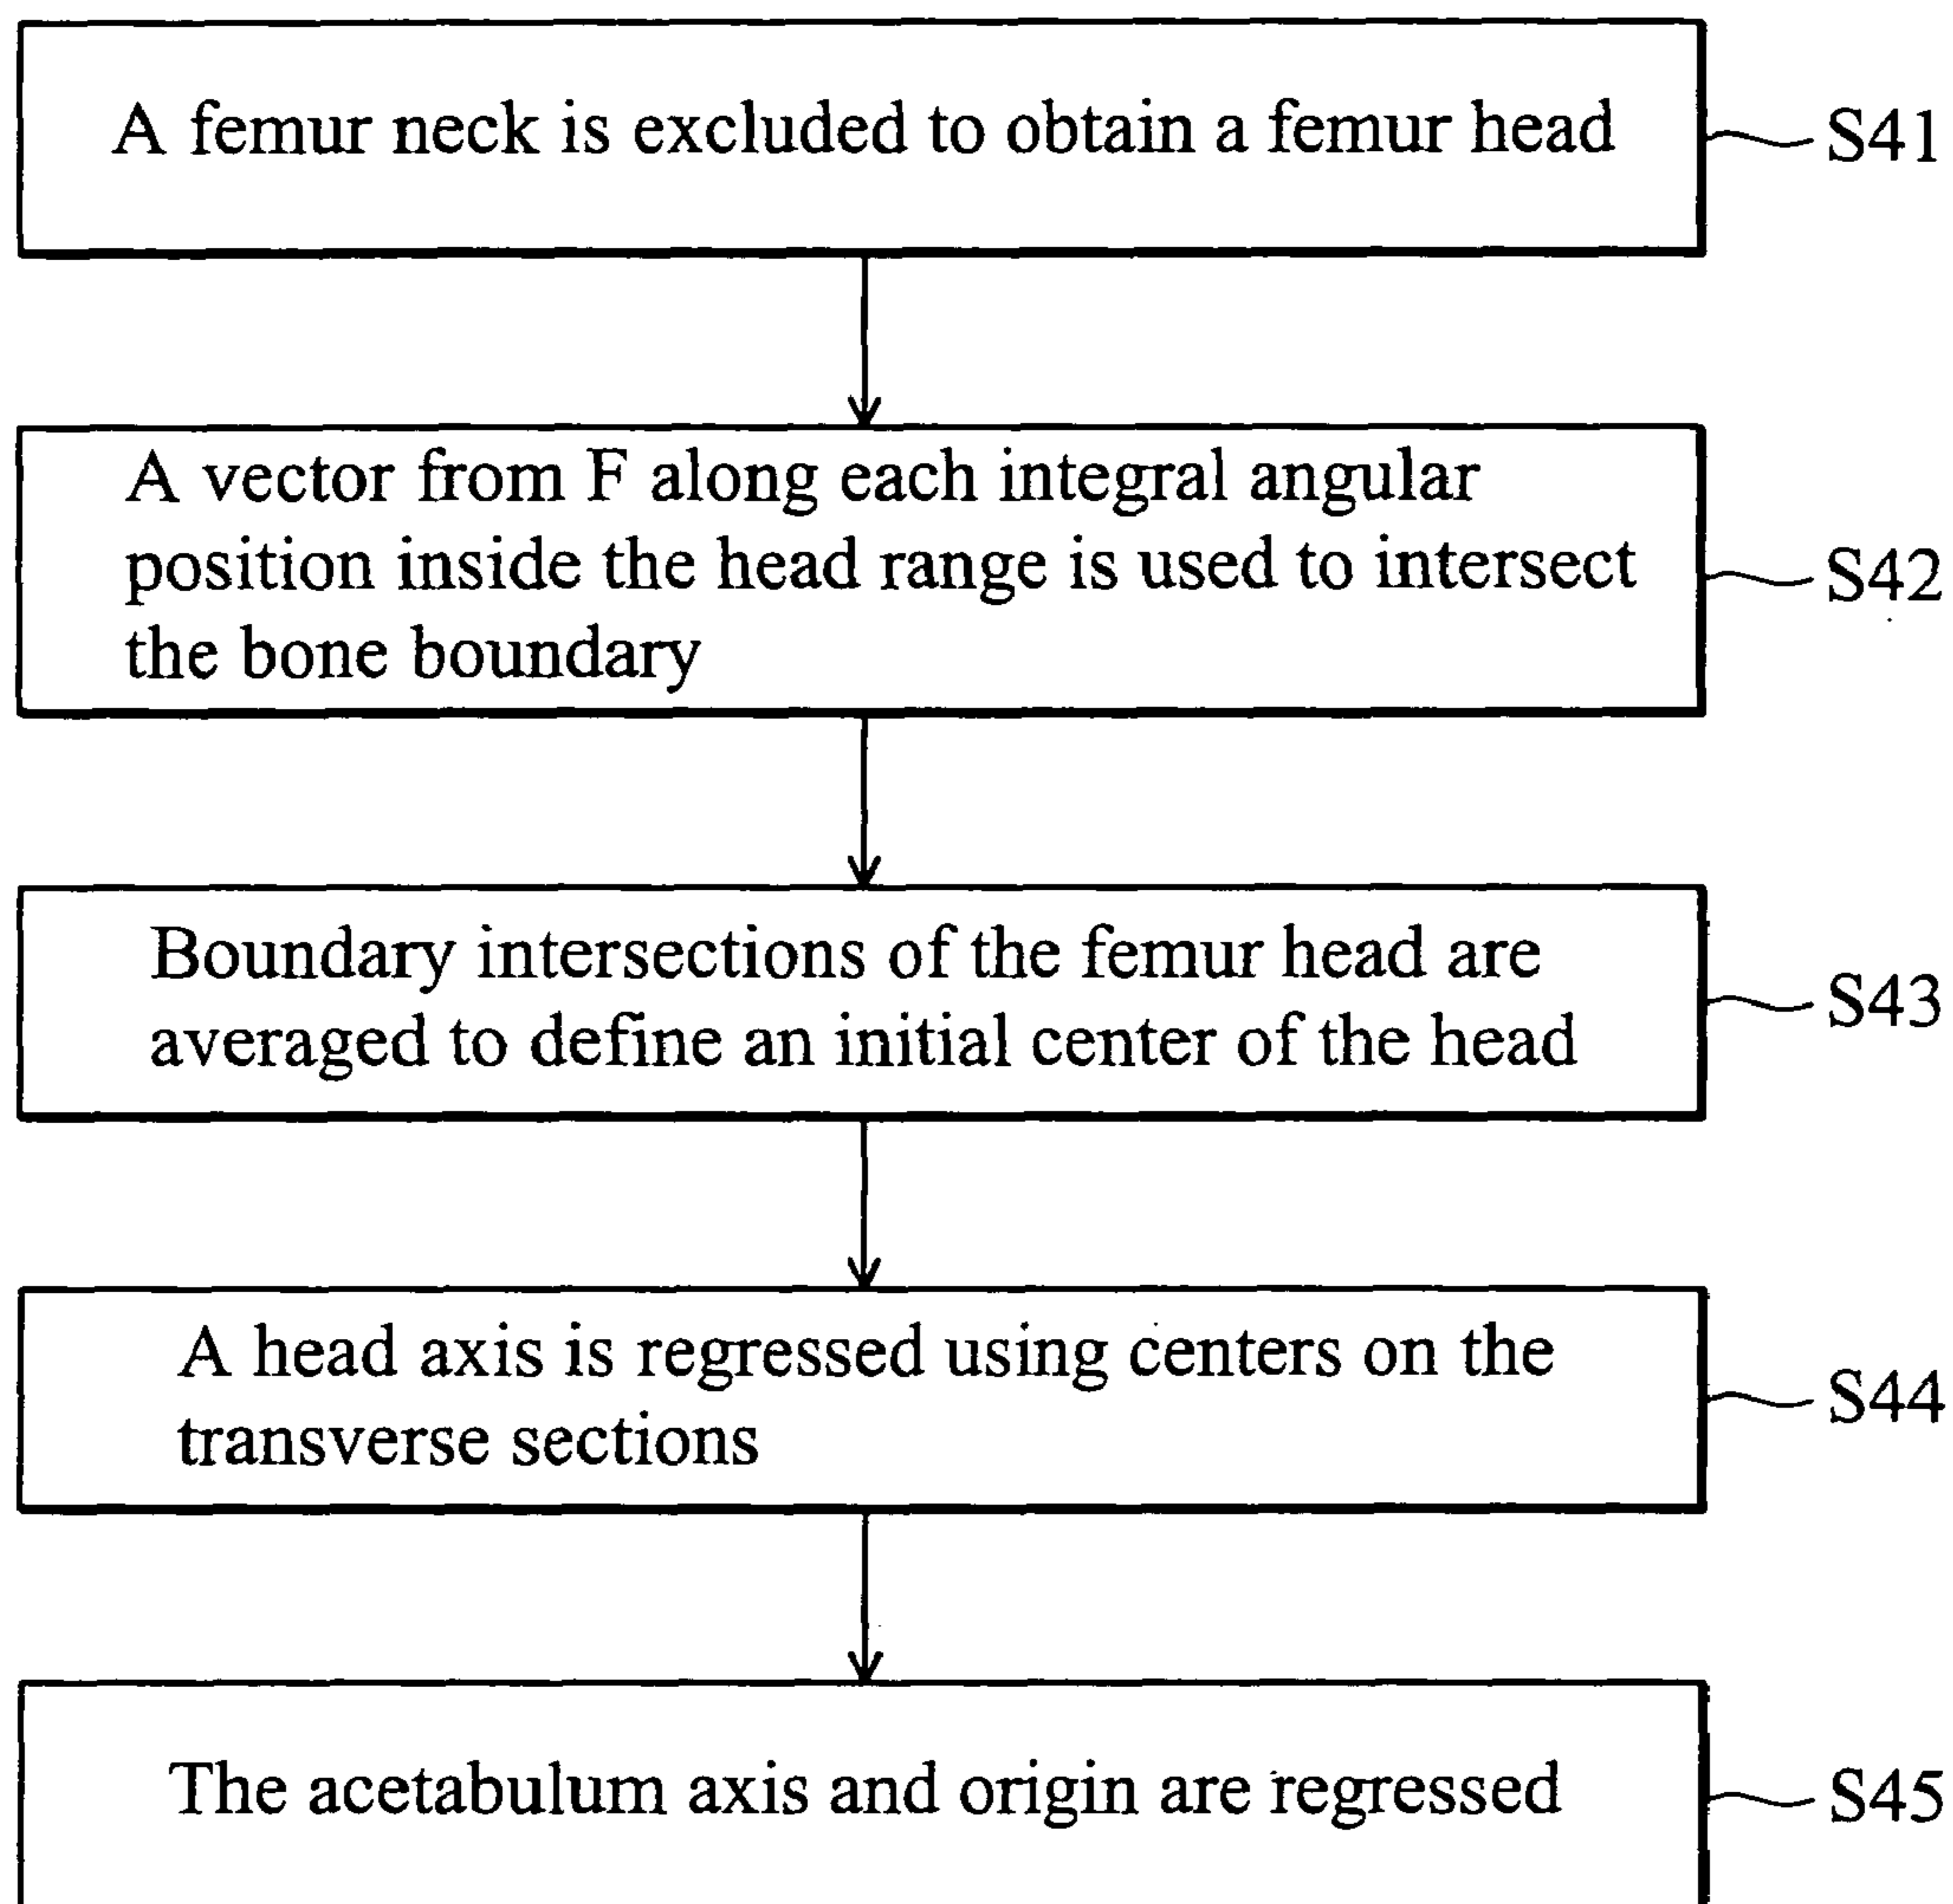 A femur neck is excluded to obtain a femur head
S41
A vector from F along each integral angular
position inside the head range is used to intersect
the bone boundary
S42
Boundary intersections of the femur head are
averaged to define an initial center of the head
S43
A head axis is regressed using centers on the
transverse sections
S44
The acetabulum axis and origin are regressed
S45